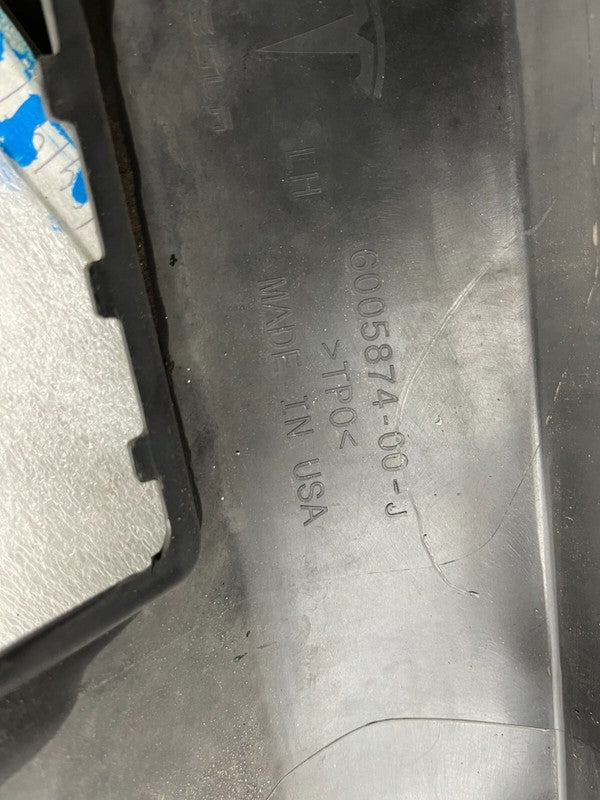 LH
6005874-00-J
>TPO<
MADE IN USA